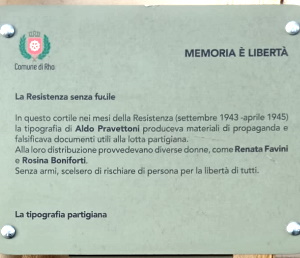 Comune di Rho
MEMORIA È LIBERTÀ
La Resistenza senza fucile
In questo cortile nei mesi della Resistenza (settembre 1943 -aprile 1945)
la tipografia di Aldo Pravettoni produceva materiali di propaganda e
falsificava documenti utili alla lotta partigiana.
Alla loro distribuzione provvedevano diverse donne, come Renata Favini
e Rosina Boniforti.
Senza armi, scelsero di rischiare di persona per la libertà di tutti.
La tipografia partigiana